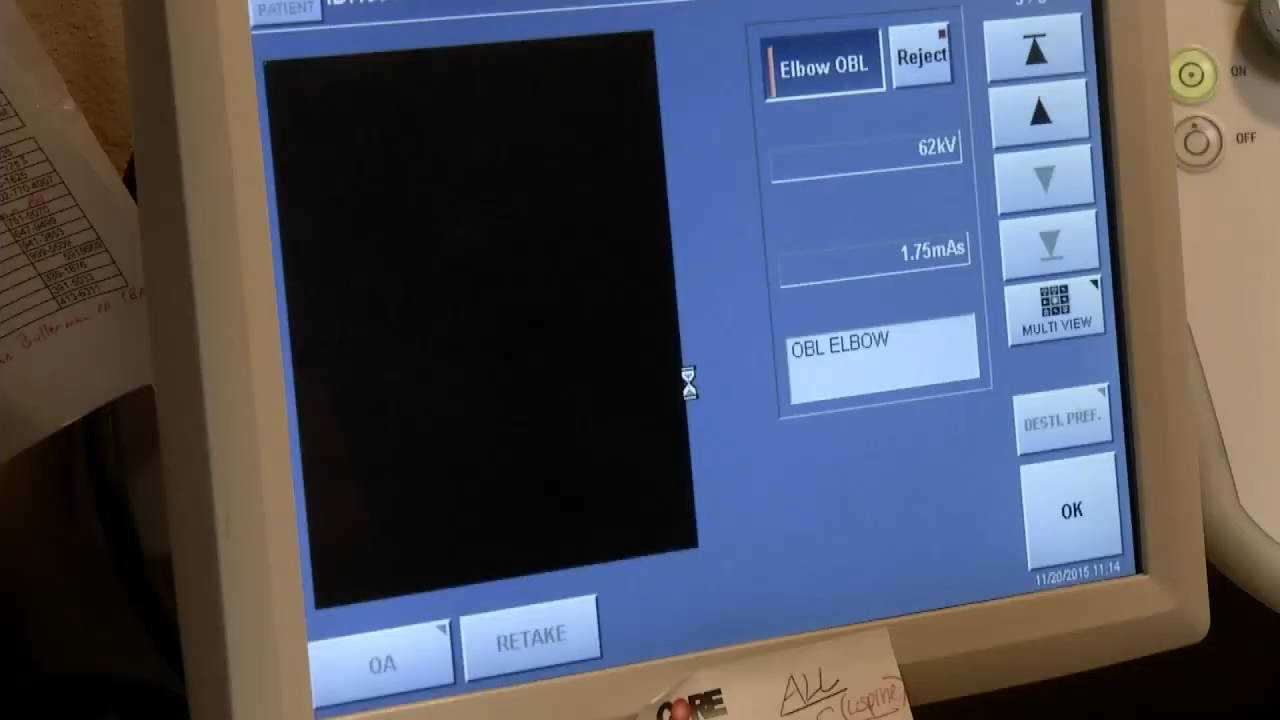 PATIENT
Elbow OBL
Reject
62kV
1.75mAs
OBL ELBOW
MULTI VIEW
DESTI. PREF.
OK
11/20/2015 11:14
QA
RETAKE
ON
OFF
CORE
ALL
(Lspine)